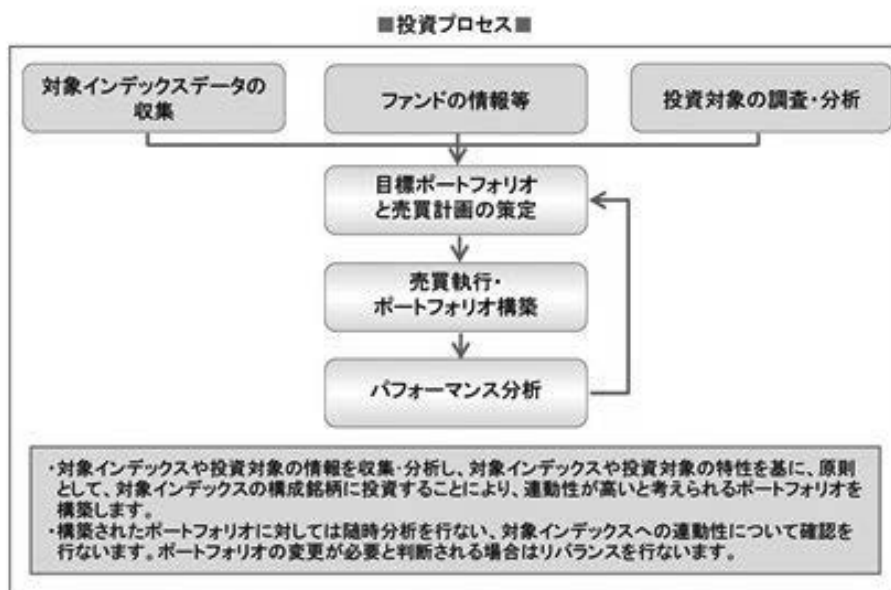 ■投資プロセス■
対象インデックスデータの
収集
ファンドの情報等
投資対象の調査・分析
目標ポートフォリオ
と売買計画の策定
売買執行・
ポートフォリオ構築
パフォーマンス分析
・対象インデックスや投資対象の情報を収集・分析し、対象インデックスや投資対象の特性を基に、原則
として、対象インデックスの構成銘柄に投資することにより、連動性が高いと考えられるポートフォリオを
構築します。
・構築されたポートフォリオに対しては随時分析を行ない、対象インデックスへの連動性について確認を
行ないます。ポートフォリオの変更が必要と判断される場合はリバランスを行ないます。